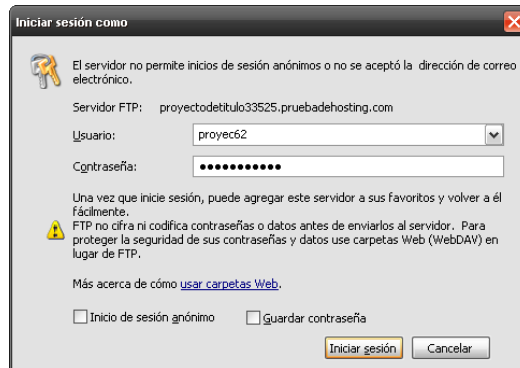 Iniciar sesión como
El servidor no permite inicios de sesión anónimos o no se aceptó la dirección de correo
electrónico.
Servidor FTP: proyectodetitulo33525.pruebadehosting.com
Usuario: proyec62
Contraseña: ●●●●●●●●●●●
Una vez que inicie sesión, puede agregar este servidor a sus favoritos y volver a él
fácilmente.
FTP no cifra ni codifica contraseñas o datos antes de enviarlos al servidor. Para
proteger la seguridad de sus contraseñas y datos use carpetas Web (WebDAV) en
lugar de FTP.
Más acerca de cómo usar carpetas Web.
Inicio de sesión anónimo Guardar contraseña
Iniciar sesión Cancelar